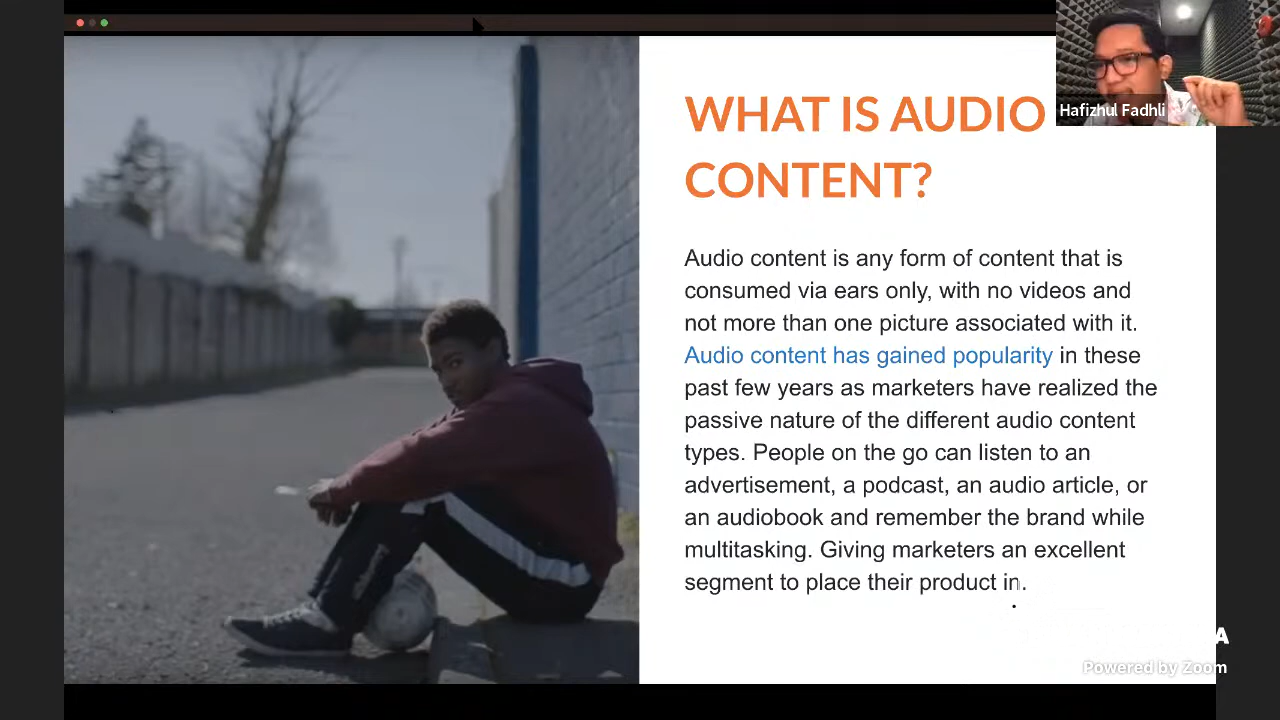 WHAT IS AUDIO
CONTENT?
Hafizhul Fadhli
Audio content is any form of content that is
consumed via ears only, with no videos and
not more than one picture associated with it.
Audio content has gained popularity in these
past few years as marketers have realized the
passive nature of the different audio content
types. People on the go can listen to an
advertisement, a podcast, an audio article, or
an audiobook and remember the brand while
multitasking. Giving marketers an excellent
segment to place their product in.
A
Powered by Zoom